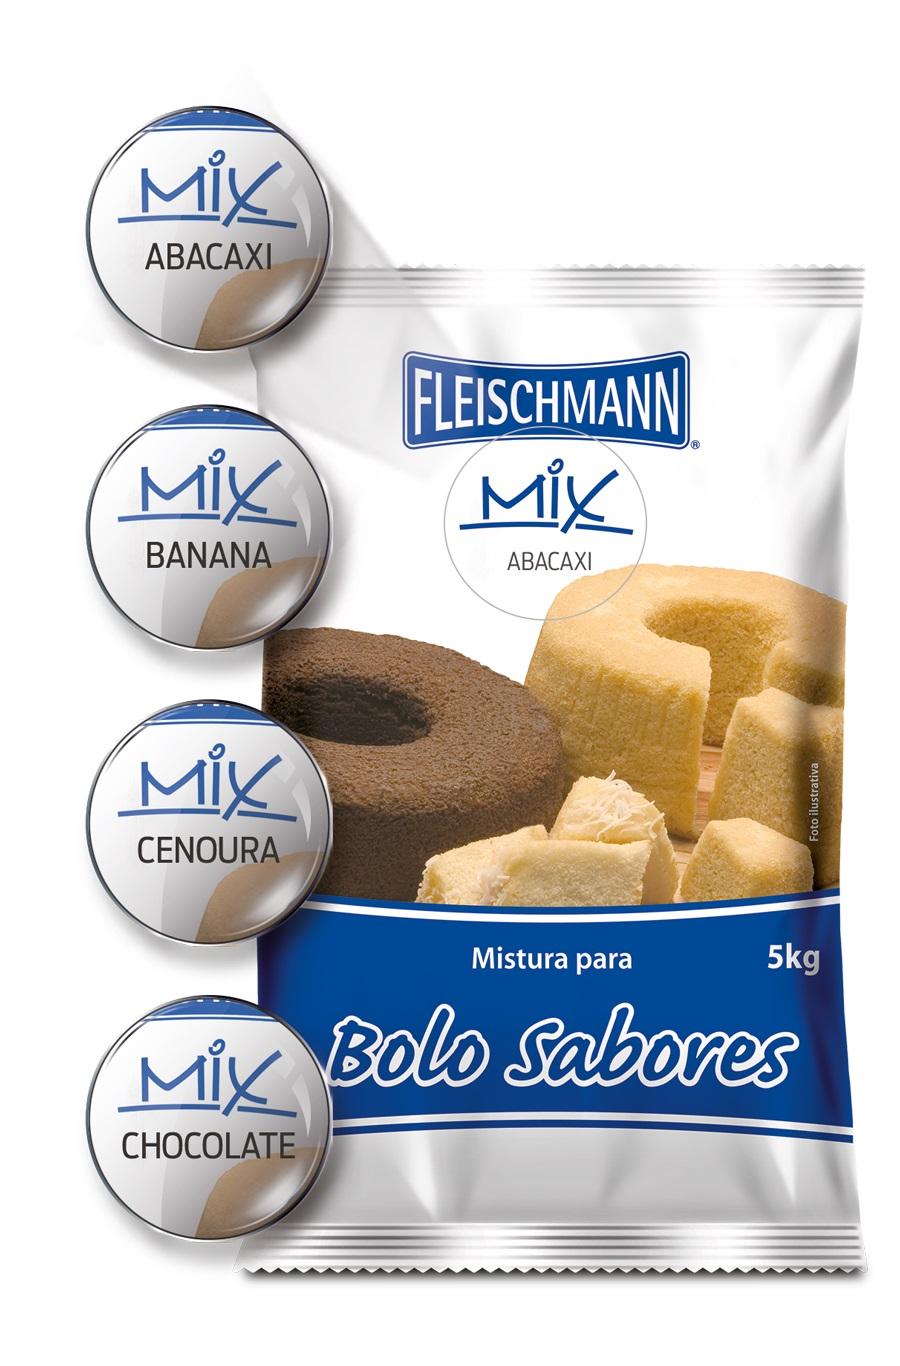 MIX
ABACAXI
MIX
BANANA
MIX
CENOURA
MIX
CHOCOLATE
FLEISCHMANN®
MIX
ABACAXI
Foto ilustrativa
Mistura para
5kg
Bolo Sabores